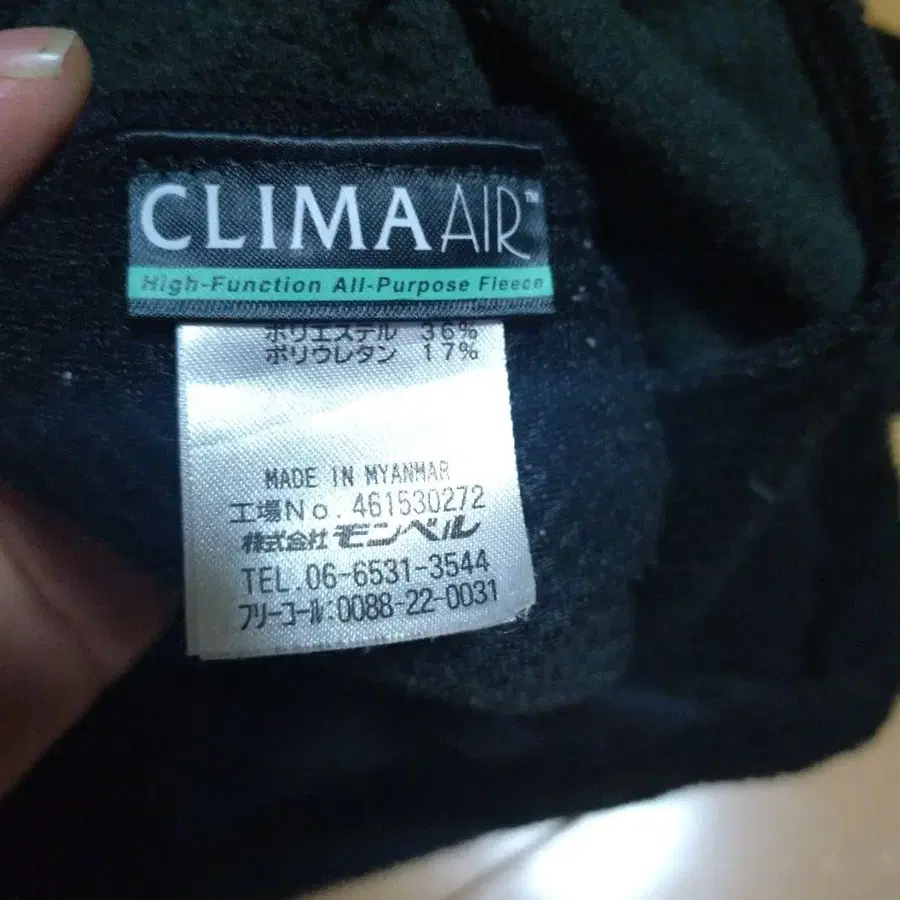 CLIMA AIR™
High-Function All-Purpose Fleece
ポリエステル 36%
ポリウレタン 17%
MADE IN MYANMAR
工場No. 461530272
株式会社 モンベル
TEL.06-6531-3544
フリーコール:0088-22-0031